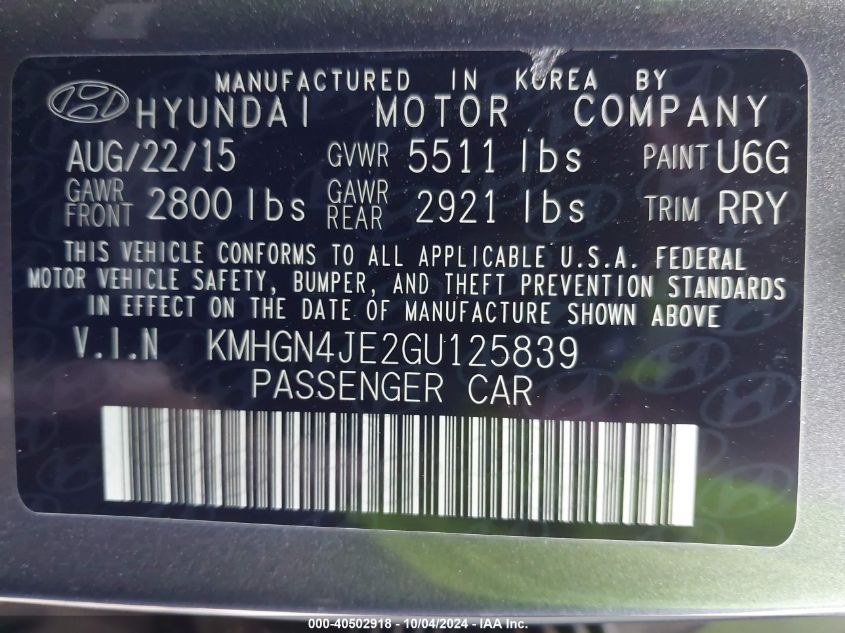 MANUFACTURED IN KOREA BY
HYUNDAI MOTOR COMPANY
AUG/22/15 GVWR 5511 lbs PAINT U6G
GAWR FRONT 2800 lbs GAWR REAR 2921 lbs TRIM RRY
THIS VEHICLE CONFORMS TO ALL APPLICABLE U.S.A. FEDERAL
MOTOR VEHICLE SAFETY, BUMPER, AND THEFT PREVENTION STANDARDS
IN EFFECT ON THE DATE OF MANUFACTURE SHOWN ABOVE
V.I.N KMHGN4JE2GU125839
PASSENGER CAR
000-40502918 - 10/04/2024 - IAA Inc.